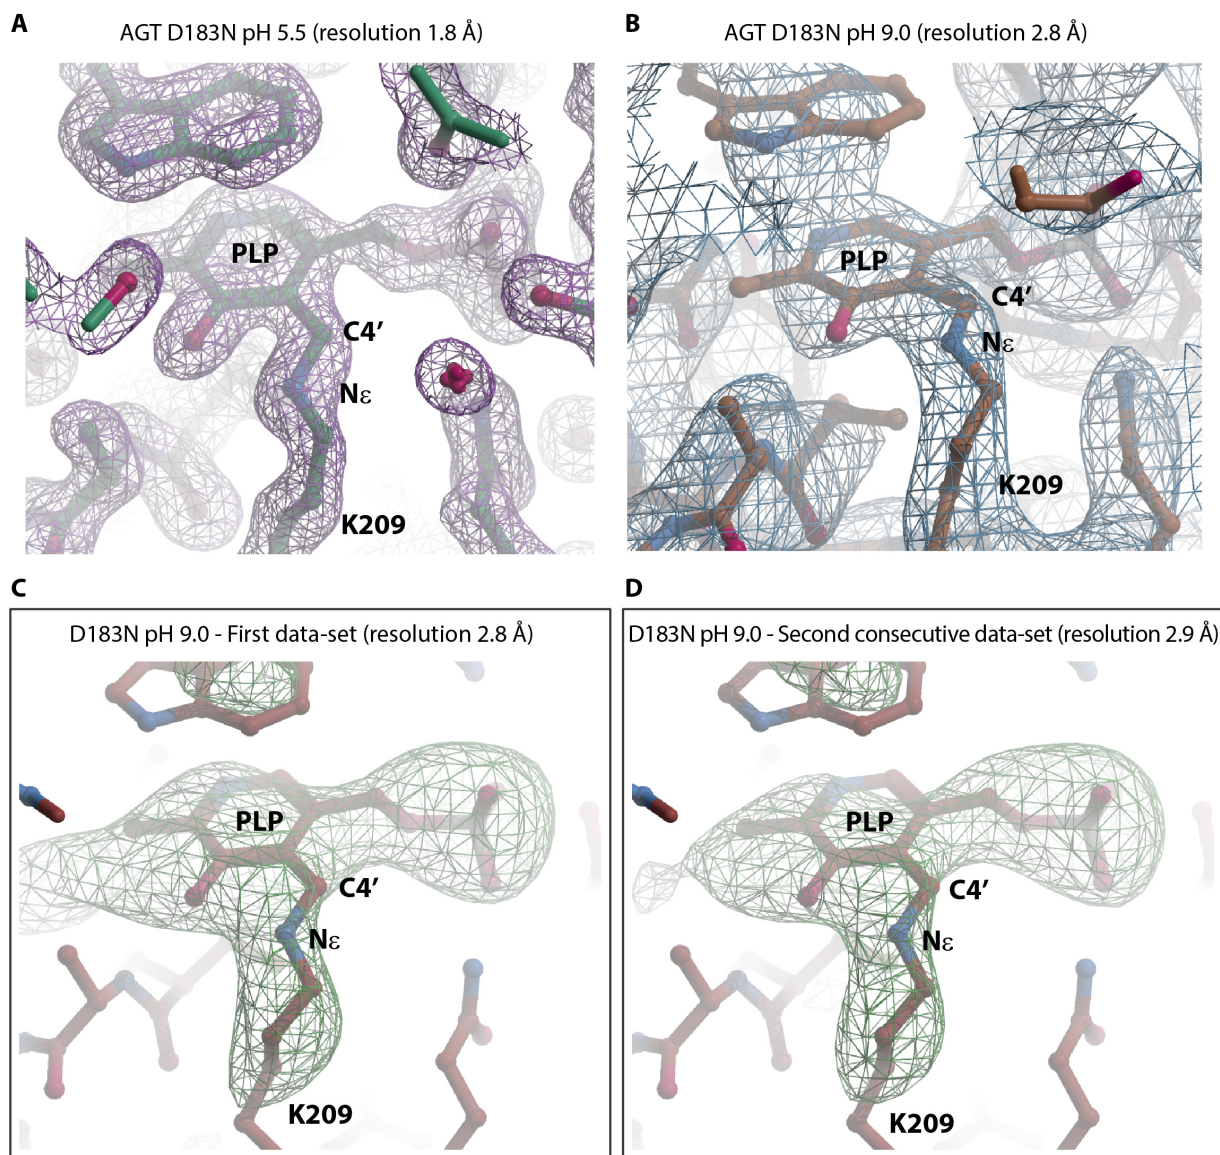 A
AGT D183N pH 5.5 (resolution 1.8 Å)
PLP
C4’
Nε
K209
B
AGT D183N pH 9.0 (resolution 2.8 Å)
PLP
C4’
Nε
K209
C
D183N pH 9.0 - First data-set (resolution 2.8 Å)
PLP
C4’
Nε
K209
D
D183N pH 9.0 - Second consecutive data-set (resolution 2.9 Å)
PLP
C4’
Nε
K209